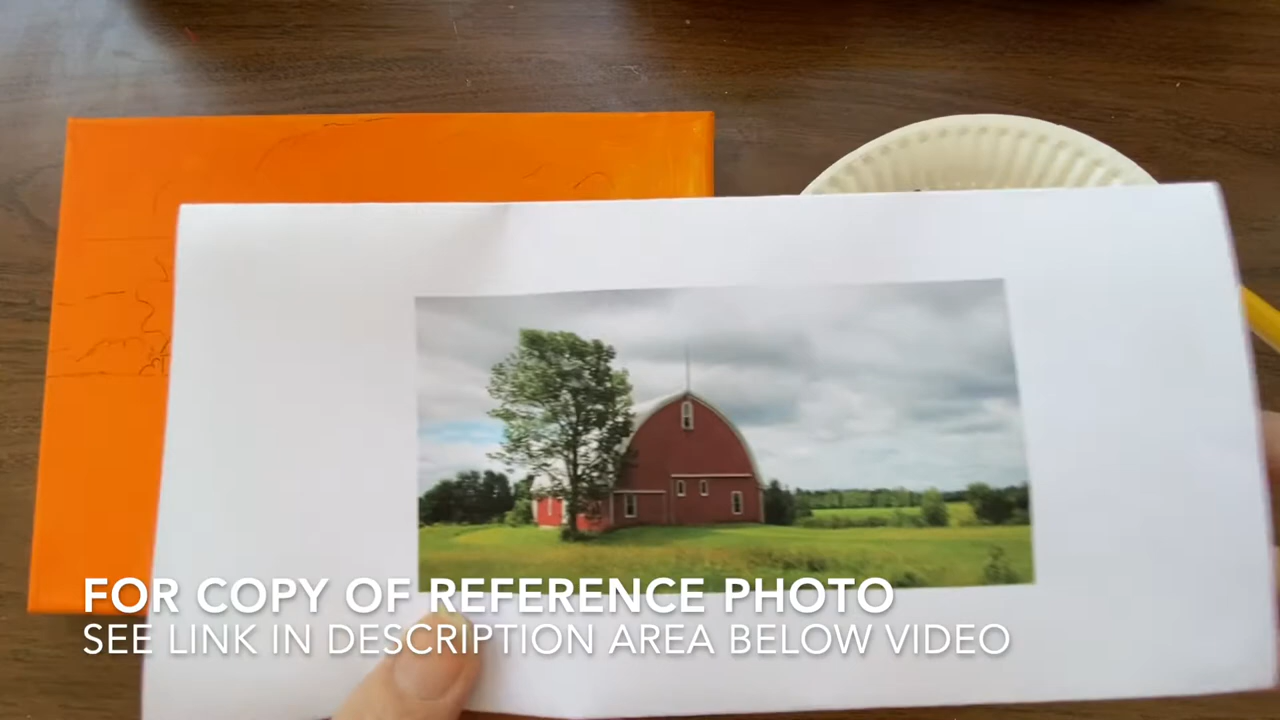 FOR COPY OF REFERENCE PHOTO
SEE LINK IN DESCRIPTION AREA BELOW VIDEO